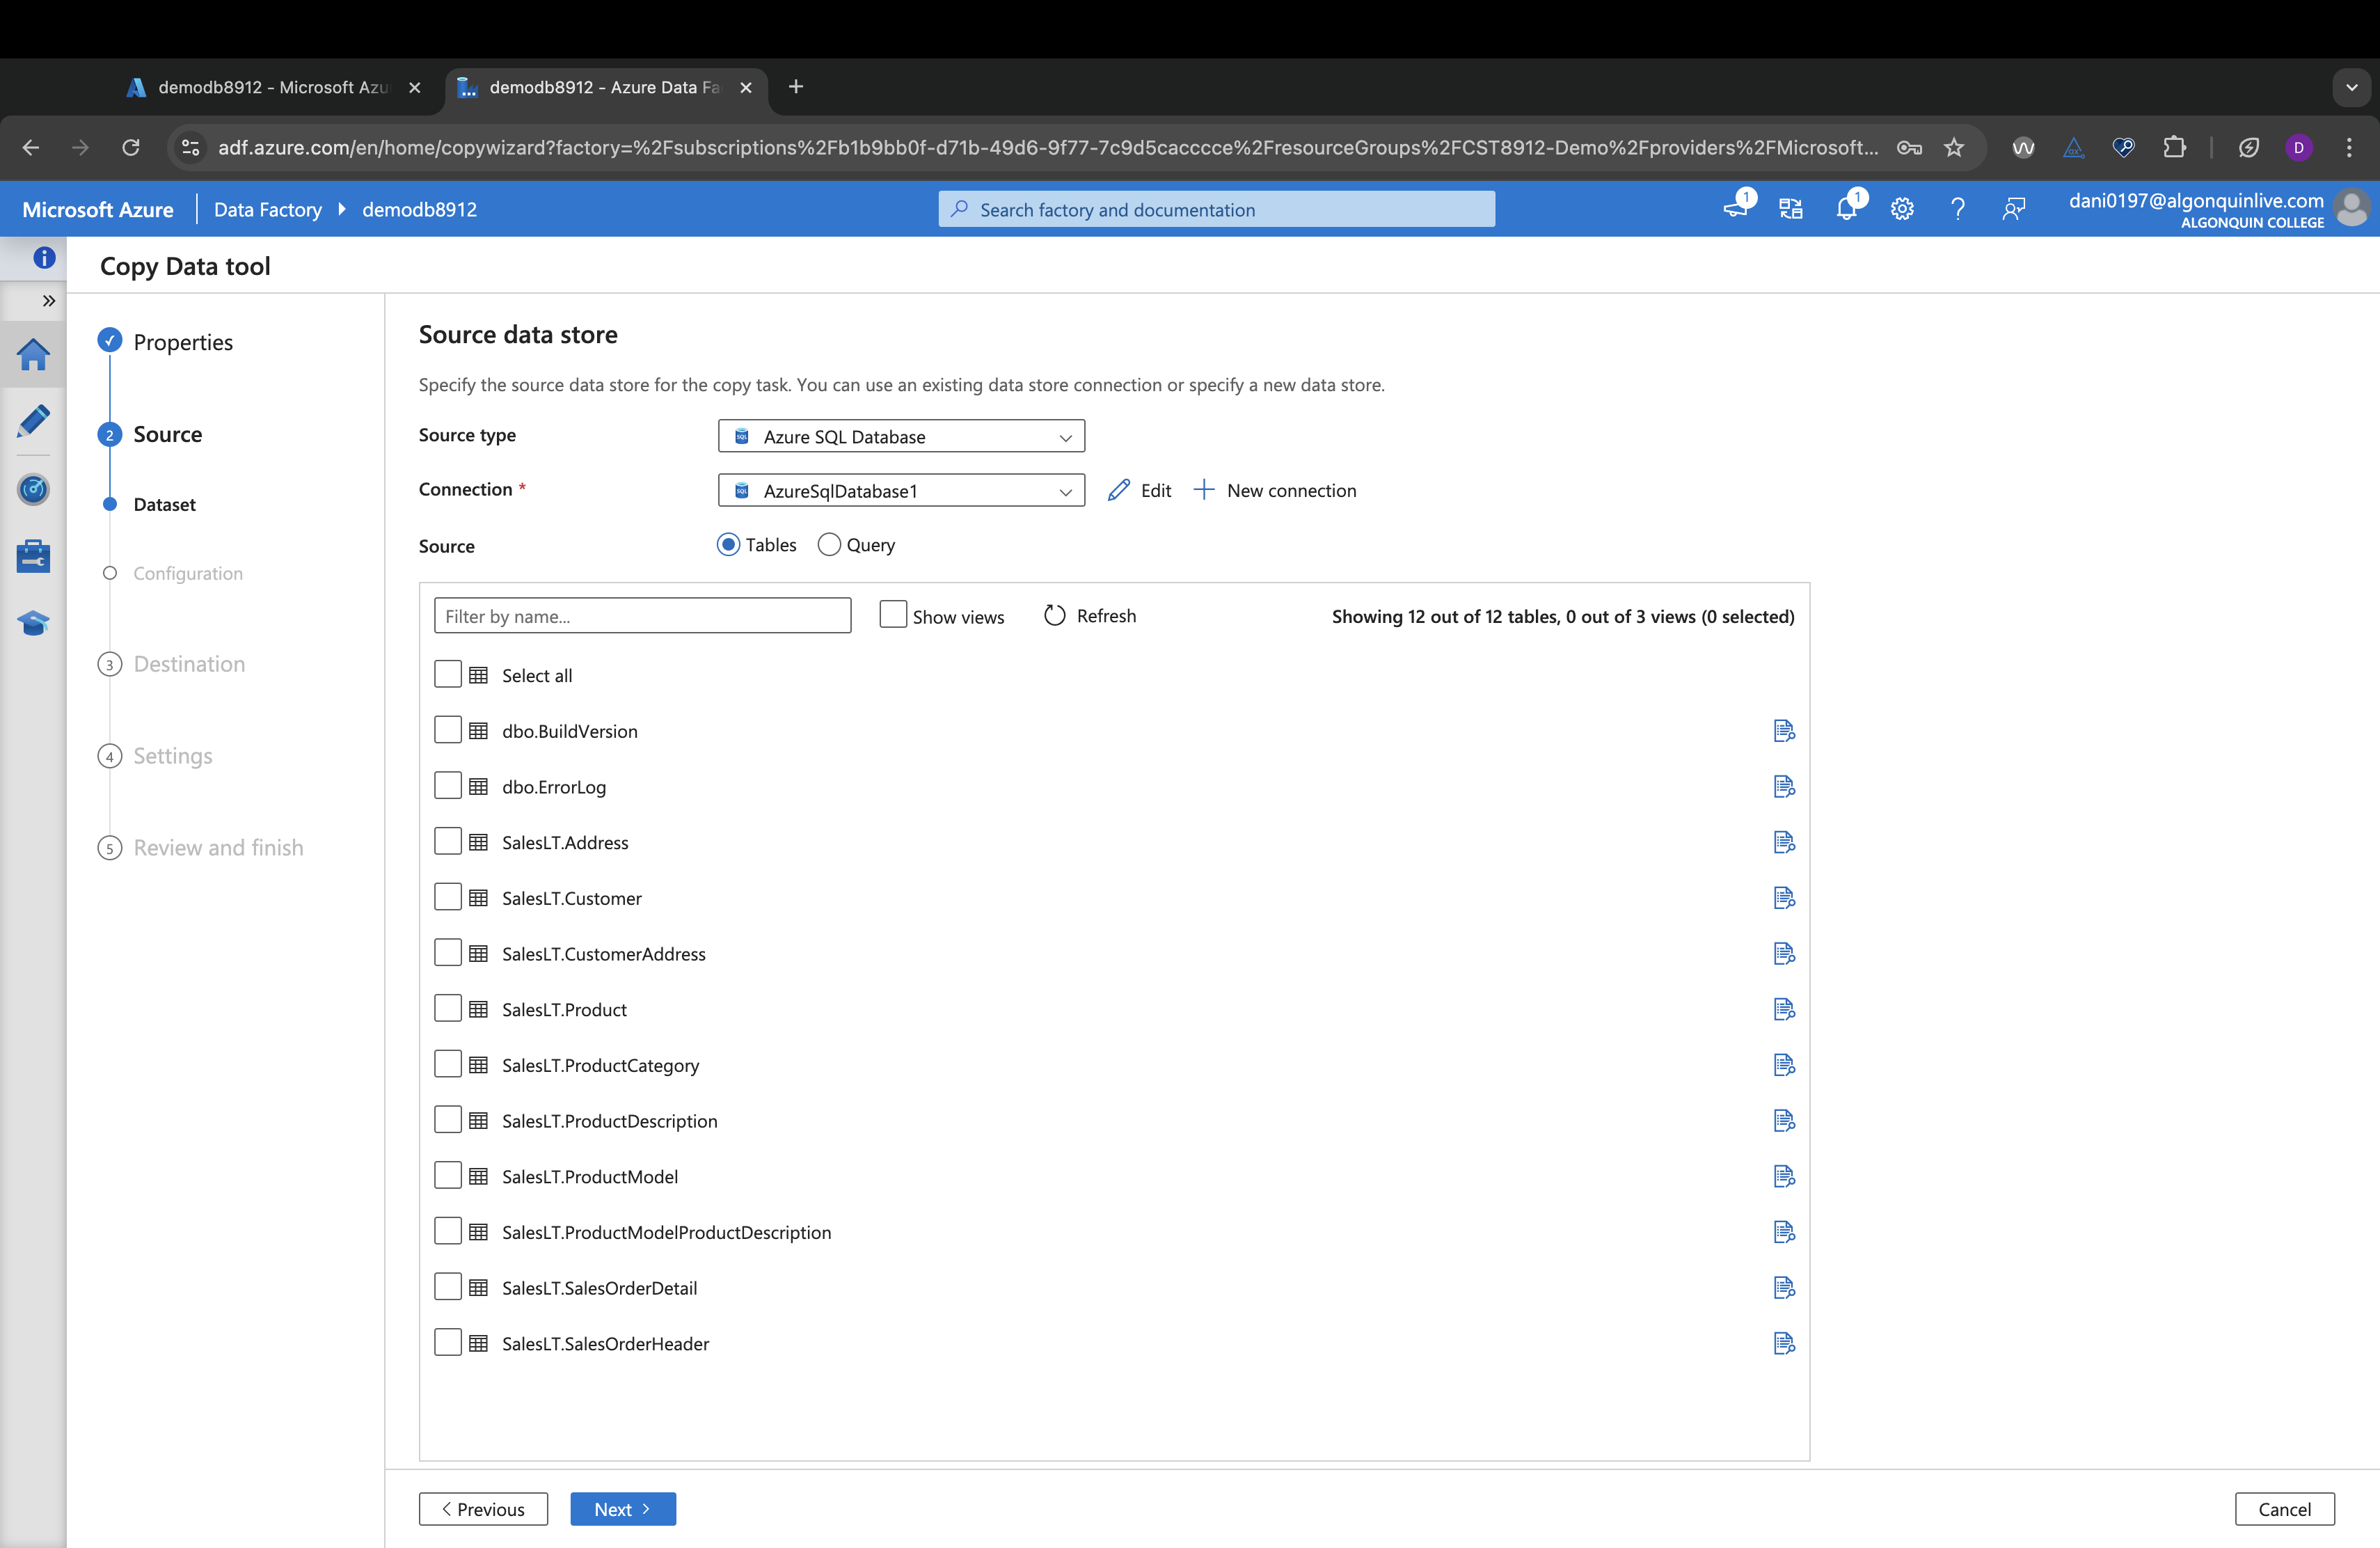 demodb8912 - Microsoft Azu
demodb8912 - Azure Data Fa
adf.azure.com/en/home/copywizard?factory=%2Fsubscriptions%2Fb1b9bb0f-d71b-49d6-9f77-7c9d5cacccce%2FresourceGroups%2FCST8912-Demo%2Fproviders%2FMicrosoft...
D
Microsoft Azure
Data Factory
demodb8912
Search factory and documentation
1
1
dani0197@algonquinlive.com
ALGONQUIN COLLEGE
Copy Data tool
Properties
2 Source
Dataset
Configuration
3 Destination
4 Settings
5 Review and finish
Source data store
Specify the source data store for the copy task. You can use an existing data store connection or specify a new data store.
Source type
SQL Azure SQL Database
Connection *
SQL AzureSqlDatabase1
Edit
New connection
Source
Tables
Query
Filter by name...
Show views
Refresh
Showing 12 out of 12 tables, 0 out of 3 views (0 selected)
Select all
dbo.BuildVersion
dbo.ErrorLog
SalesLT.Address
SalesLT.Customer
SalesLT.CustomerAddress
SalesLT.Product
SalesLT.ProductCategory
SalesLT.ProductDescription
SalesLT.ProductModel
SalesLT.ProductModelProductDescription
SalesLT.SalesOrderDetail
SalesLT.SalesOrderHeader
< Previous
Next >
Cancel